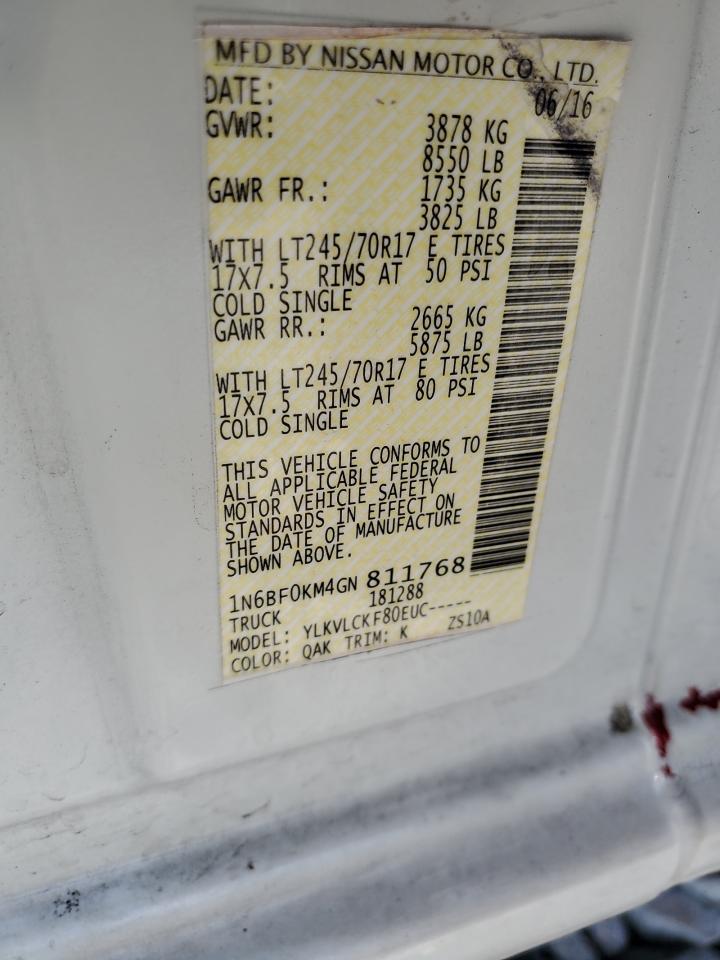 MFD BY NISSAN MOTOR CO., LTD.
DATE: 06/16
GVWR: 3878 KG
8550 LB
GAWR FR.: 1735 KG
3825 LB
WITH LT245/70R17 E TIRES
17X7.5 RIMS AT 50 PSI
COLD SINGLE
GAWR RR.: 2665 KG
5875 LB
WITH LT245/70R17 E TIRES
17X7.5 RIMS AT 80 PSI
COLD SINGLE
THIS VEHICLE CONFORMS TO
ALL APPLICABLE FEDERAL
MOTOR VEHICLE SAFETY
STANDARDS IN EFFECT ON
THE DATE OF MANUFACTURE
SHOWN ABOVE.
1N6BF0KM4GN 811768
TRUCK 181288
MODEL: YLKVLCKF80EUC-----
COLOR: QAK TRIM: K ZS10A